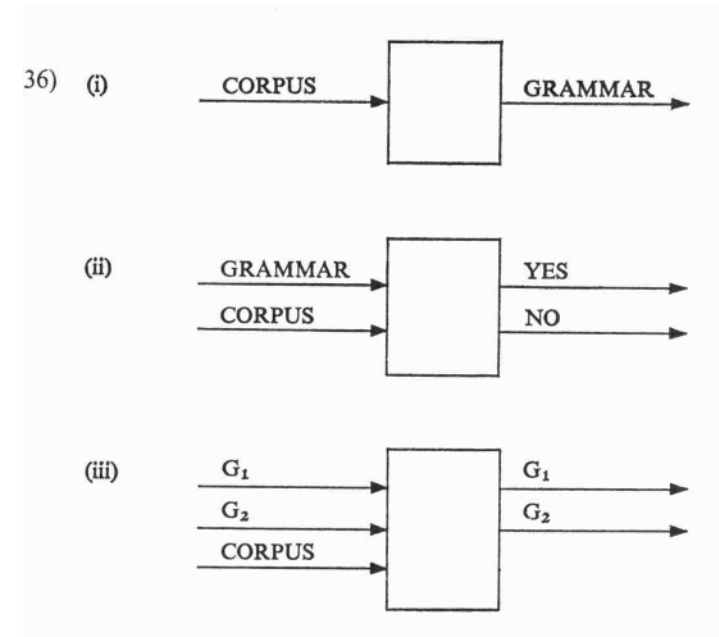 36) (i) CORPUS GRAMMAR
(ii) GRAMMAR YES
CORPUS NO
(iii) G₁ G₁
G₂ G₂
CORPUS